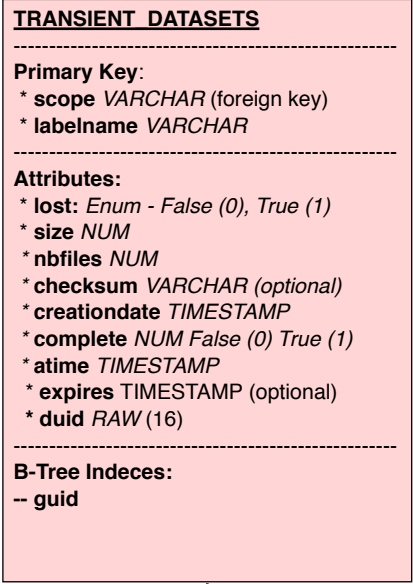 TRANSIENT DATASETS
------------------------------------------------------
Primary Key:
* scope VARCHAR (foreign key)
* labelname VARCHAR
------------------------------------------------------
Attributes:
* lost: Enum - False (0), True (1)
* size NUM
* nbfiles NUM
* checksum VARCHAR (optional)
* creationdate TIMESTAMP
* complete NUM False (0) True (1)
* atime TIMESTAMP
* expires TIMESTAMP (optional)
* duid RAW (16)
------------------------------------------------------
B-Tree Indeces:
-- guid